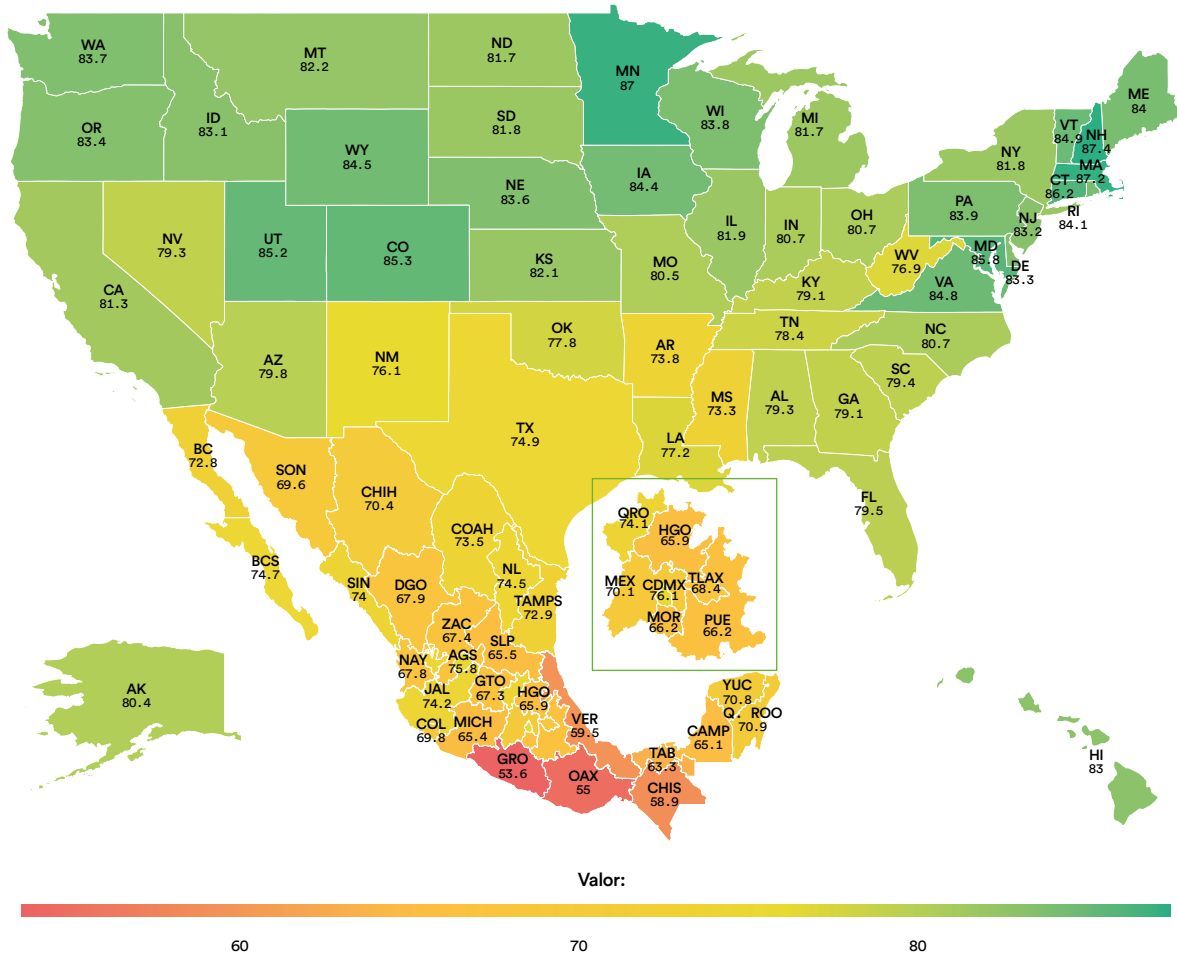 WA
83.7
MT
82.2
ND
81.7
MN
87
ME
84
ID
83.1
OR
83.4
SD
81.8
WI
83.8
MI
81.7
VT
84.9
NH
87.4
NY
81.8
MA
87.2
CT
86.2
RI
84.1
WY
84.5
IA
84.4
NE
83.6
PA
83.9
NJ
83.2
NV
79.3
UT
85.2
CO
85.3
KS
82.1
MO
80.5
IL
81.9
IN
80.7
OH
80.7
WV
76.9
MD
85.8
DE
83.3
VA
84.8
KY
79.1
CA
81.3
AZ
79.8
NM
76.1
OK
77.8
AR
73.8
TN
78.4
NC
80.7
SC
79.4
MS
73.3
AL
79.3
GA
79.1
TX
74.9
LA
77.2
FL
79.5
BC
72.8
SON
69.6
CHIH
70.4
COAH
73.5
BCS
74.7
SIN
74
DGO
67.9
NL
74.5
TAMPS
72.9
QRO
74.1
HGO
65.9
MEX
70.1
CDMX
76.1
TLAX
68.4
MOR
66.2
PUE
66.2
ZAC
67.4
SLP
65.5
NAY
67.8
AGS
75.8
JAL
74.2
GTO
67.3
HGO
65.9
COL
69.8
MICH
65.4
VER
59.5
GRO
53.6
OAX
55
TAB
63.3
CHIS
58.9
CAMP
65.1
YUC
70.8
Q. ROO
70.9
AK
80.4
HI
83
Valor:
60
70
80